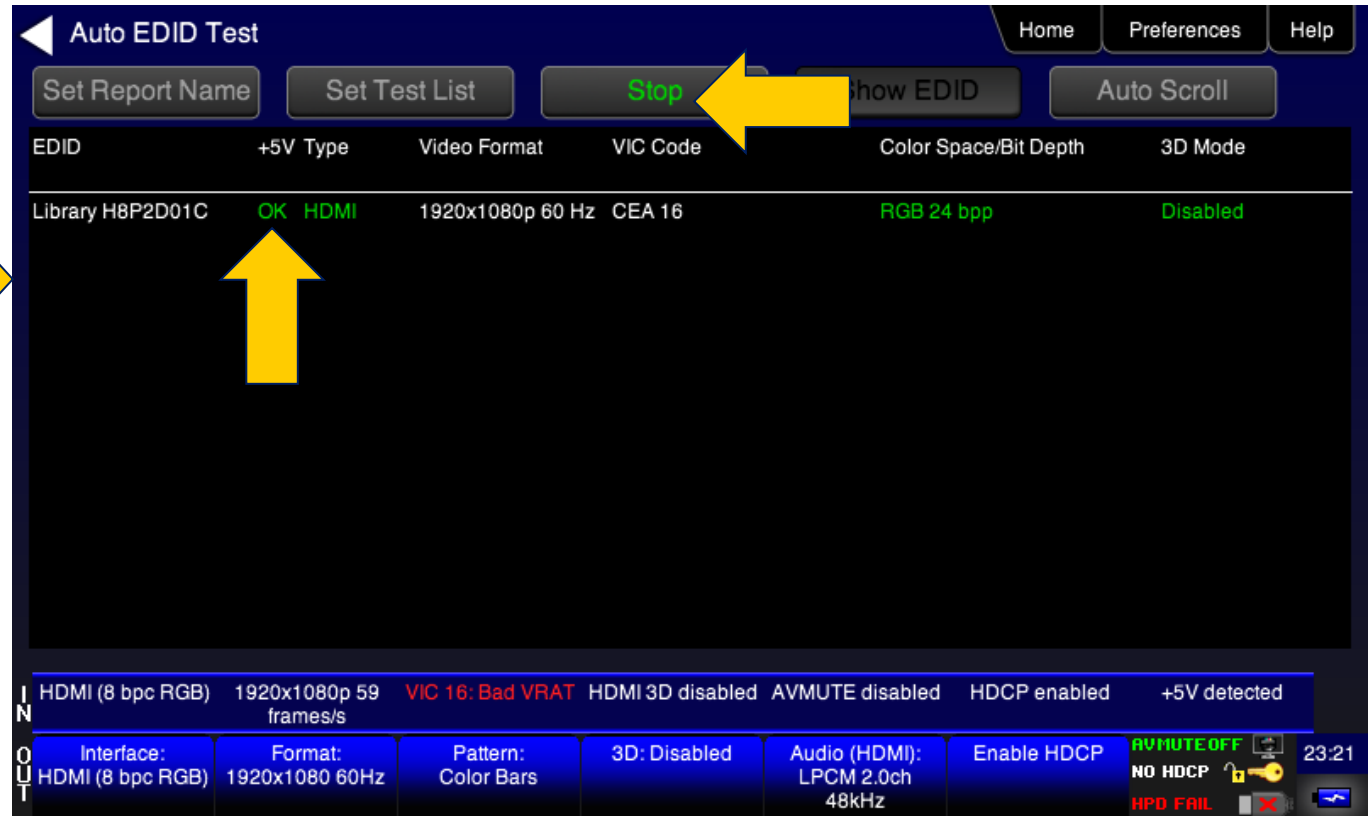 Auto EDID Test
Home Preferences Help
Set Report Name Set Test List Stop Show EDID Auto Scroll
EDID +5V Type Video Format VIC Code Color Space/Bit Depth 3D Mode
Library H8P2D01C OK HDMI 1920x1080p 60 Hz CEA 16 RGB 24 bpp Disabled
IN
HDMI (8 bpc RGB) 1920x1080p 59 VIC 16: Bad VRAT HDMI 3D disabled AVMUTE disabled HDCP enabled +5V detected
frames/s
OUT
Interface: Format: Pattern: 3D: Disabled Audio (HDMI): Enable HDCP AVMUTEOFF 23:21
HDMI (8 bpc RGB) 1920x1080 60Hz Color Bars LPCM 2.0ch NO HDCP
48kHz HPD FAIL